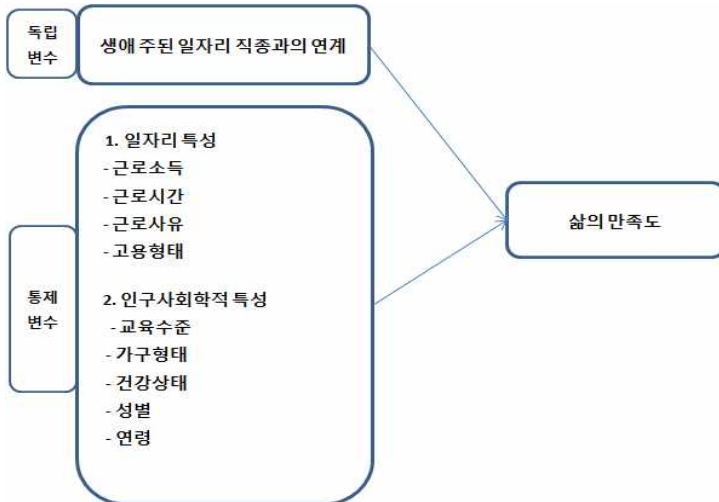 독립
변수
생애 주된 일자리 직종과의 연계
1. 일자리 특성
- 근로소득
- 근로시간
- 근로사유
- 고용형태
통제
변수
2. 인구사회학적 특성
- 교육수준
- 가구형태
- 건강상태
- 성별
- 연령
삶의 만족도